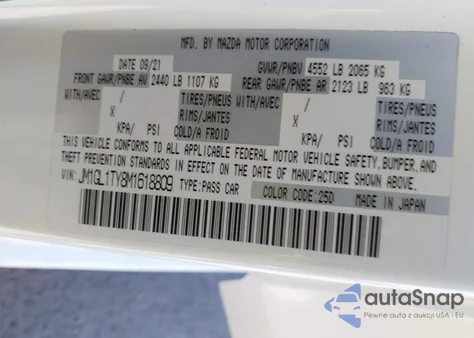 MFD. BY MAZDA MOTOR CORPORATION
DATE 09/21 GVWR/PNBV 4552 LB 2065 KG
FRONT GAWR/PNBE AV 2440 LB 1107 KG REAR GAWR/PNBE AR 2123 LB 963 KG
WITH/AVEC / TIRES/PNEUS WITH/AVEC / TIRES/PNEUS
X RIMS/JANTES X RIMS/JANTES
KPA/ PSI COLD/A FROID KPA/ PSI COLD/A FROID
THIS VEHICLE CONFORMS TO ALL APPLICABLE FEDERAL MOTOR VEHICLE SAFETY, BUMPER, AND
THEFT PREVENTION STANDARDS IN EFFECT ON THE DATE OF MANUFACTURE SHOWN ABOVE.
VIN: JM1GL1TY8M1618809 TYPE:PASS CAR COLOR CODE:25D MADE IN JAPAN
autoSnap
Pewne auta z aukcji USA i EU